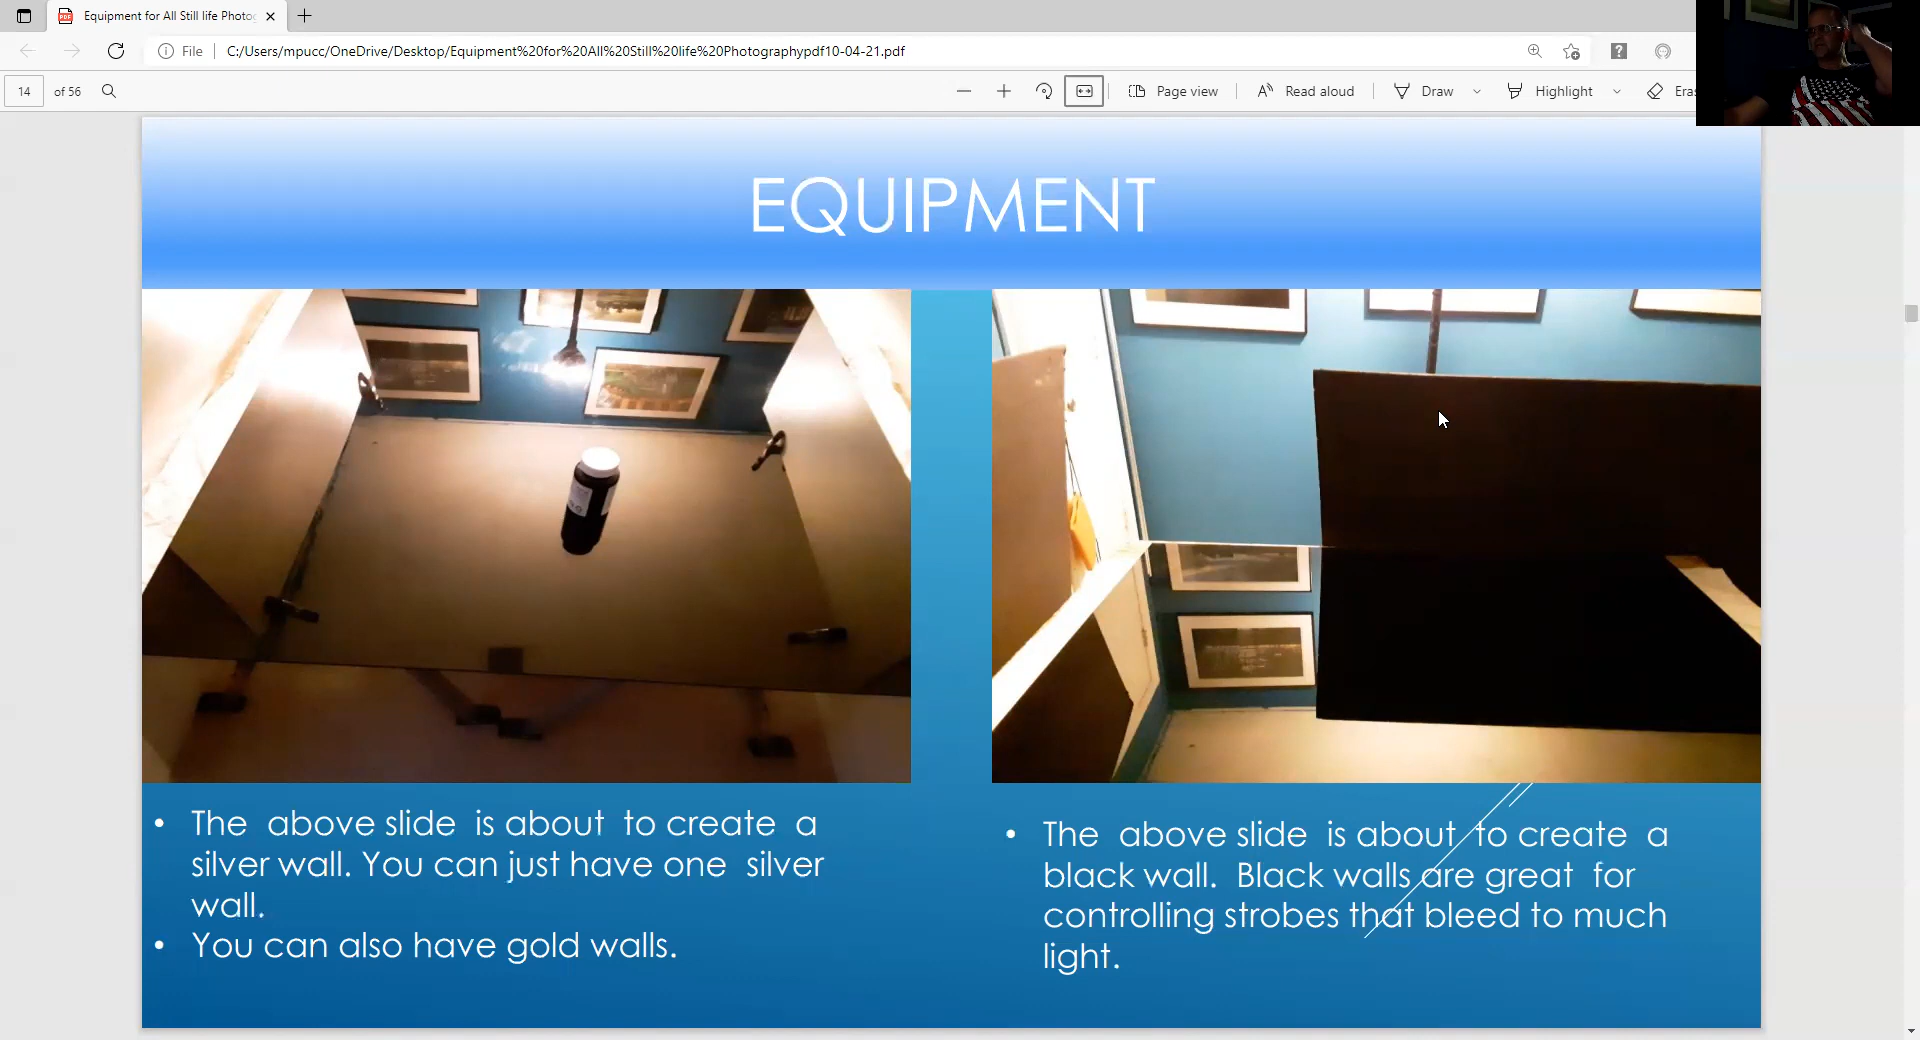 Equipment for All Still life Photog
File
C:/Users/mpucc/OneDrive/Desktop/Equipment%20for%20All%20Still%20life%20Photographypdf10-04-21.pdf
14 of 56
Page view
Read aloud
Draw
Highlight
Eras
EQUIPMENT
• The above slide is about to create a
silver wall. You can just have one silver
wall.
• You can also have gold walls.
• The above slide is about to create a
black wall. Black walls are great for
controlling strobes that bleed to much
light.